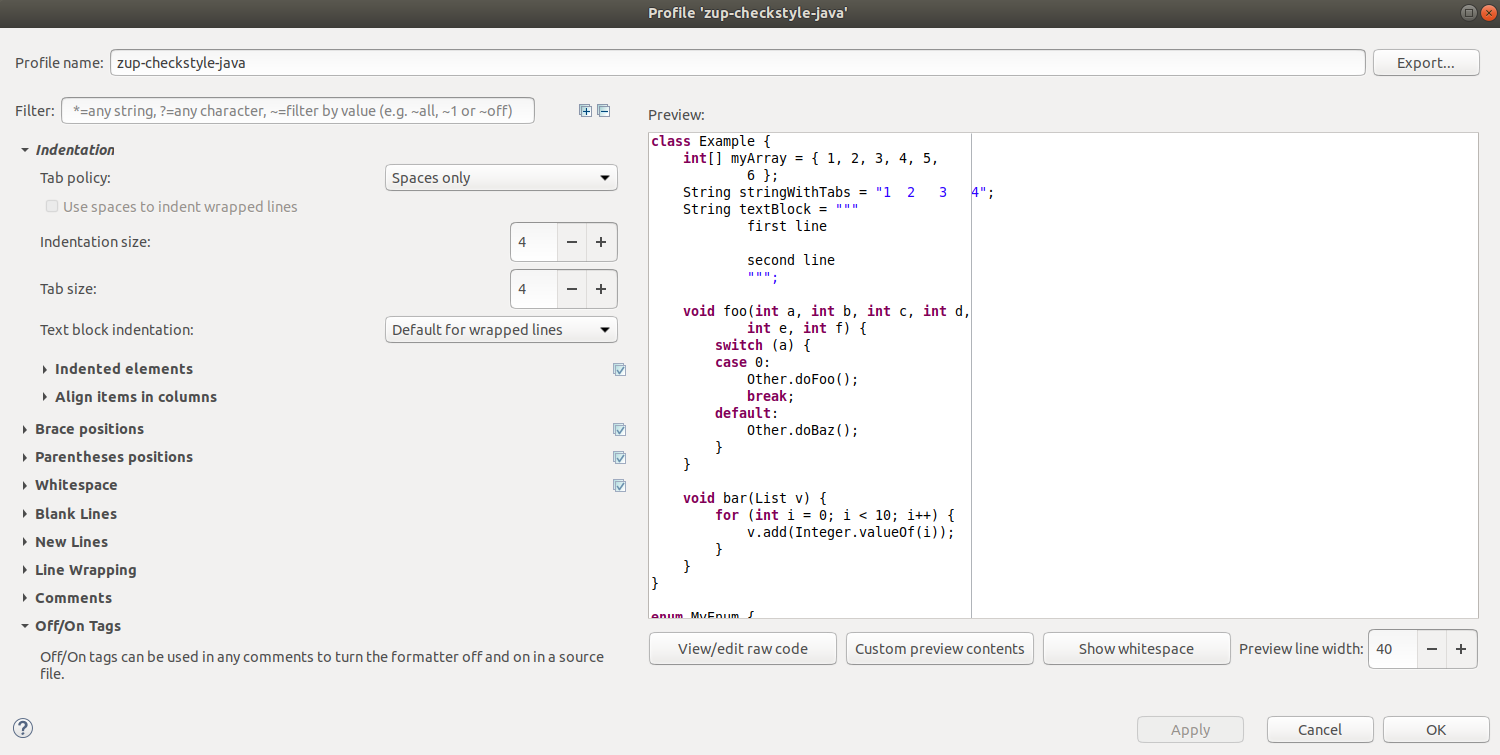 Profile 'zup-checkstyle-java'
Profile name: zup-checkstyle-java Export...
Filter: *=any string, ?=any character, ~=filter by value (e.g. ~all, ~1 or ~off)
Indentation
Tab policy: Spaces only
Use spaces to indent wrapped lines
Indentation size: 4
Tab size: 4
Text block indentation: Default for wrapped lines
Indented elements
Align items in columns
Brace positions
Parentheses positions
Whitespace
Blank Lines
New Lines
Line Wrapping
Comments
Off/On Tags
Off/On tags can be used in any comments to turn the formatter off and on in a source
file.
Preview:
class Example {
    int[] myArray = { 1, 2, 3, 4, 5,
            6 };
    String stringWithTabs = "1  2   3   4";
    String textBlock = """
            first line

            second line
            """;

    void foo(int a, int b, int c, int d,
            int e, int f) {
        switch (a) {
        case 0:
            Other.doFoo();
            break;
        default:
            Other.doBaz();
        }
    }

    void bar(List v) {
        for (int i = 0; i < 10; i++) {
            v.add(Integer.valueOf(i));
        }
    }
}

enum MyEnum {
View/edit raw code Custom preview contents Show whitespace Preview line width: 40
? Apply Cancel OK